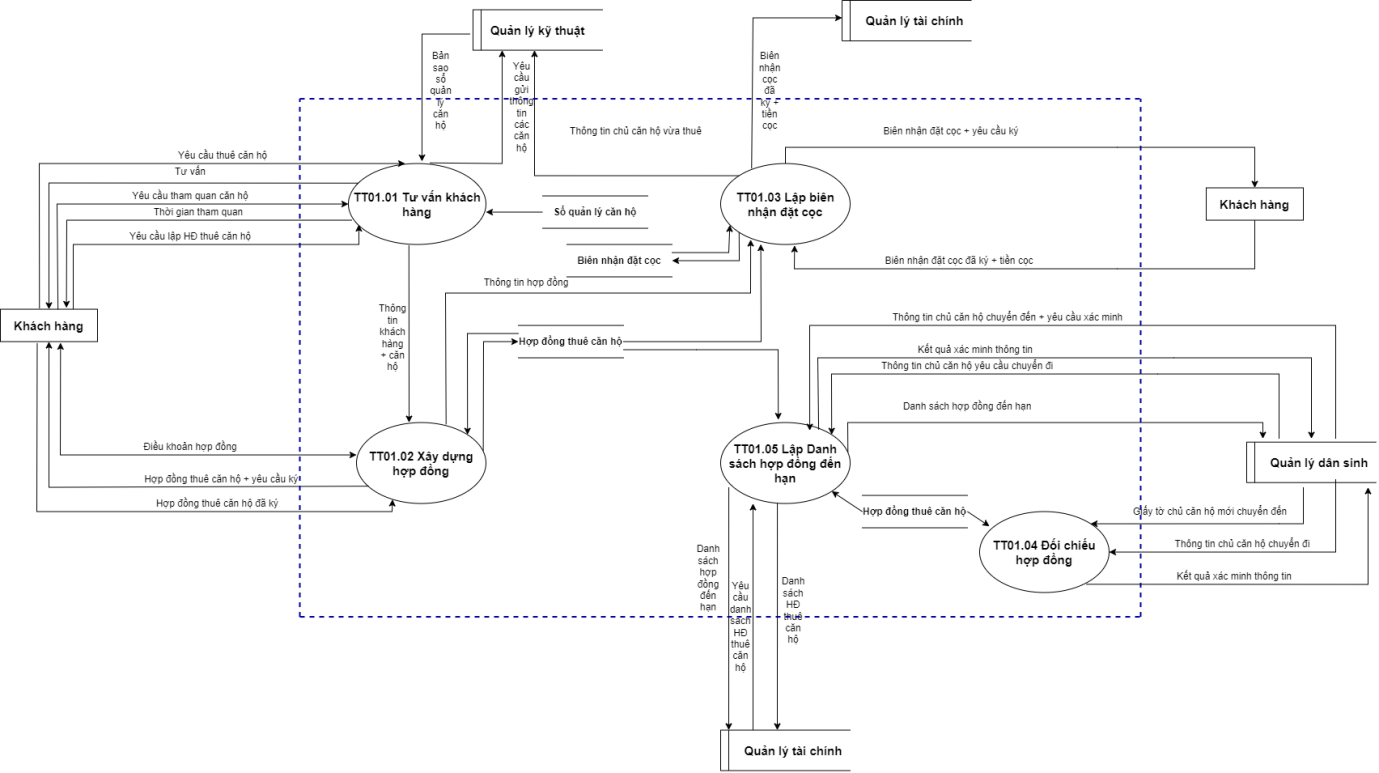 Quản lý kỹ thuật
Quản lý tài chính
Bản
sao số
quản
lý
căn
hộ
Yêu
cầu
gửi
thông
tin
các
căn
hộ
Biên
nhận
cọc
đã
ký +
tiền
cọc
Thông tin chủ căn hộ vừa thuê
Biên nhận đặt cọc + yêu cầu ký
Yêu cầu thuê căn hộ
Tư vấn
Yêu cầu tham quan căn hộ
Thời gian tham quan
Yêu cầu lập HĐ thuê căn hộ
TT01.01 Tư vấn khách
hàng
Số quản lý căn hộ
TT01.03 Lập biên
nhận đặt cọc
Khách hàng
Biên nhận đặt cọc
Biên nhận đặt cọc đã ký + tiền cọc
Thông tin hợp đồng
Khách hàng
Thông
tin
khách
hàng
+ căn
hộ
Hợp đồng thuê căn hộ
Thông tin chủ căn hộ chuyển đến + yêu cầu xác minh
Kết quả xác minh thông tin
Thông tin chủ căn hộ yêu cầu chuyển đi
Danh sách hợp đồng đến hạn
Điều khoản hợp đồng
Hợp đồng thuê căn hộ + yêu cầu ký
Hợp đồng thuê căn hộ đã ký
TT01.02 Xây dựng
hợp đồng
TT01.05 Lập Danh
sách hợp đồng đến
hạn
Quản lý dân sinh
Hợp đồng thuê căn hộ
Giấy tờ chủ căn hộ mới chuyển đến
TT01.04 Đối chiếu
hợp đồng
Thông tin chủ căn hộ chuyển đi
Kết quả xác minh thông tin
Danh
sách
hợp
đồng
đến
hạn
Yêu
cầu
danh
sách
HĐ
thuê
căn
hộ
Danh
sách
HĐ
thuê
căn
hộ
Quản lý tài chính